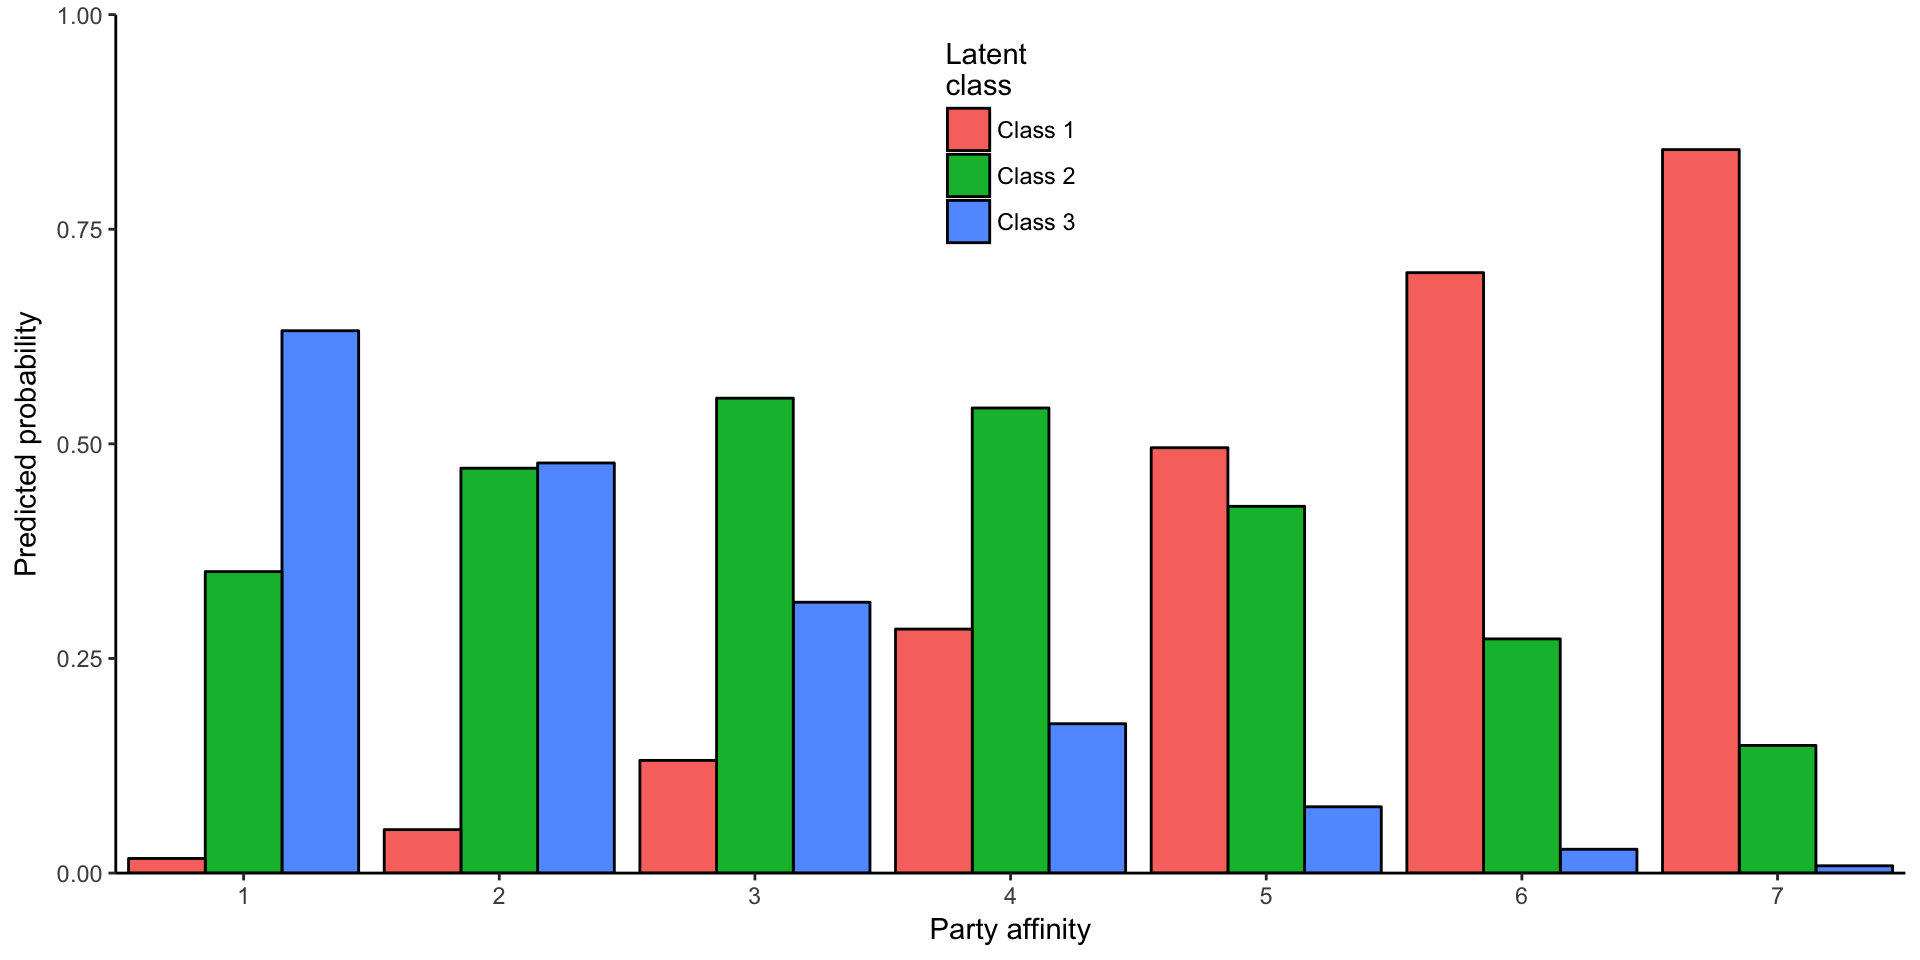 1.00
0.75
0.50
0.25
0.00
Predicted probability
Latent
class
Class 1
Class 2
Class 3
1 2 3 4 5 6 7
Party affinity